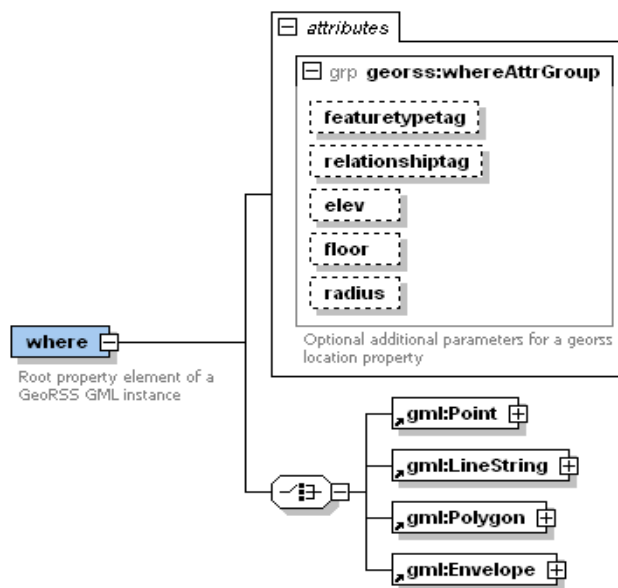 attributes
grp georss:whereAttrGroup
featuretypetag
relationshiptag
elev
floor
radius
Optional additional parameters for a georss
location property
where
Root property element of a
GeoRSS GML instance
gml:Point
gml:LineString
gml:Polygon
gml:Envelope